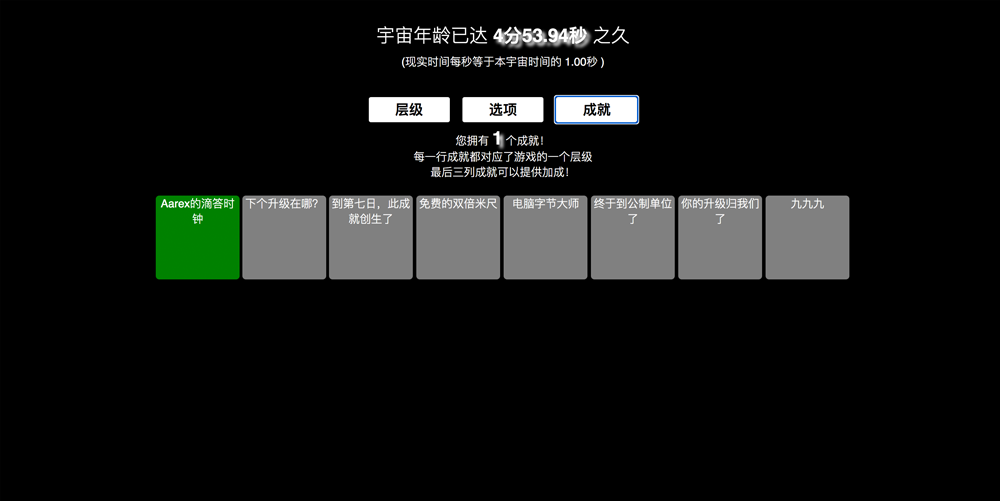 宇宙年龄已达 4分53.94秒 之久
(现实时间每秒等于本宇宙时间的 1.00秒 )
层级
选项
成就
您拥有 1 个成就!
每一行成就都对应了游戏的一个层级
最后三列成就可以提供加成!
Aarex的滴答时
钟
下个升级在哪?
到第七日，此成
就创生了
免费的双倍米尺
电脑字节大师
终于到公制单位
了
你的升级归我们
了
九九九